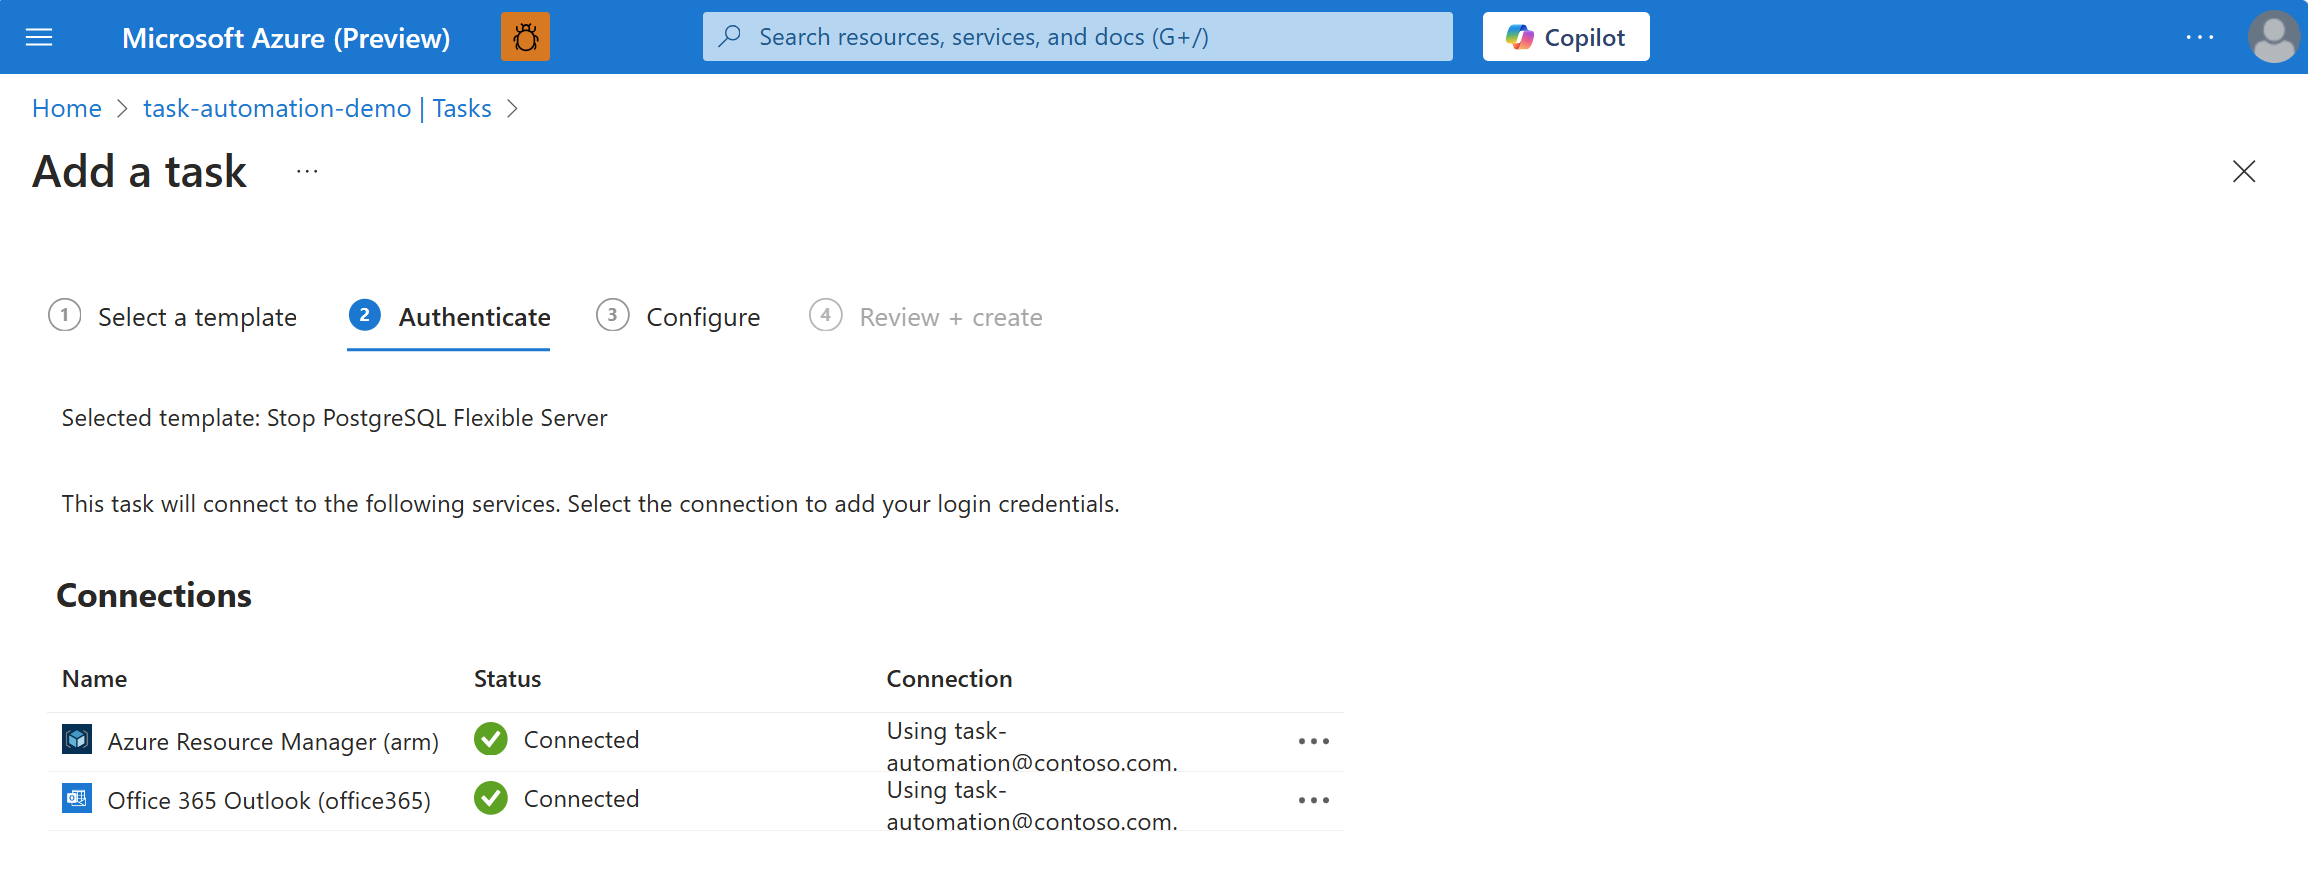 Microsoft Azure (Preview)
Search resources, services, and docs (G+/)
Copilot
Home > task-automation-demo | Tasks >
Add a task
1 Select a template
2 Authenticate
3 Configure
4 Review + create
Selected template: Stop PostgreSQL Flexible Server
This task will connect to the following services. Select the connection to add your login credentials.
Connections
Name Status Connection
Azure Resource Manager (arm) Connected Using task-
automation@contoso.com.
Office 365 Outlook (office365) Connected Using task-
automation@contoso.com.